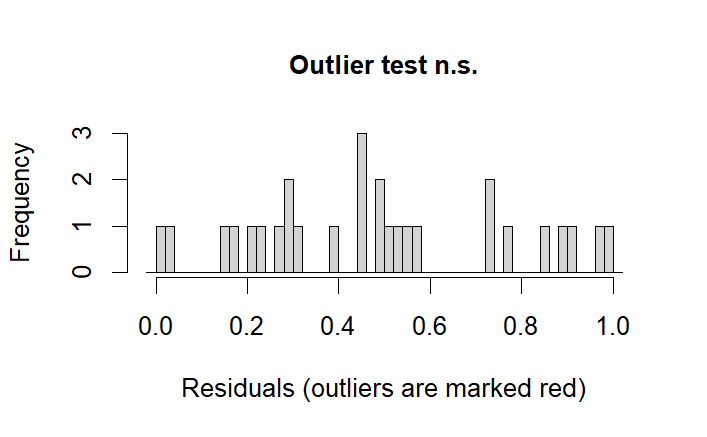 Outlier test n.s.
Frequency
3
2
1
0
0.0 0.2 0.4 0.6 0.8 1.0
Residuals (outliers are marked red)